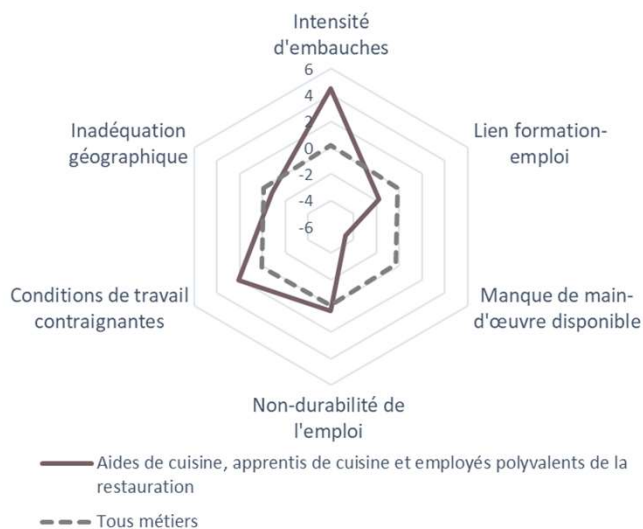 Intensité
d'embauches
6
4
2
0
-2
-4
-6
Lien formation-
emploi
Manque de main-
d'œuvre disponible
Non-durabilité de
l'emploi
Conditions de travail
contraignantes
Inadéquation
géographique
Aides de cuisine, apprentis de cuisine et employés polyvalents de la
restauration
Tous métiers